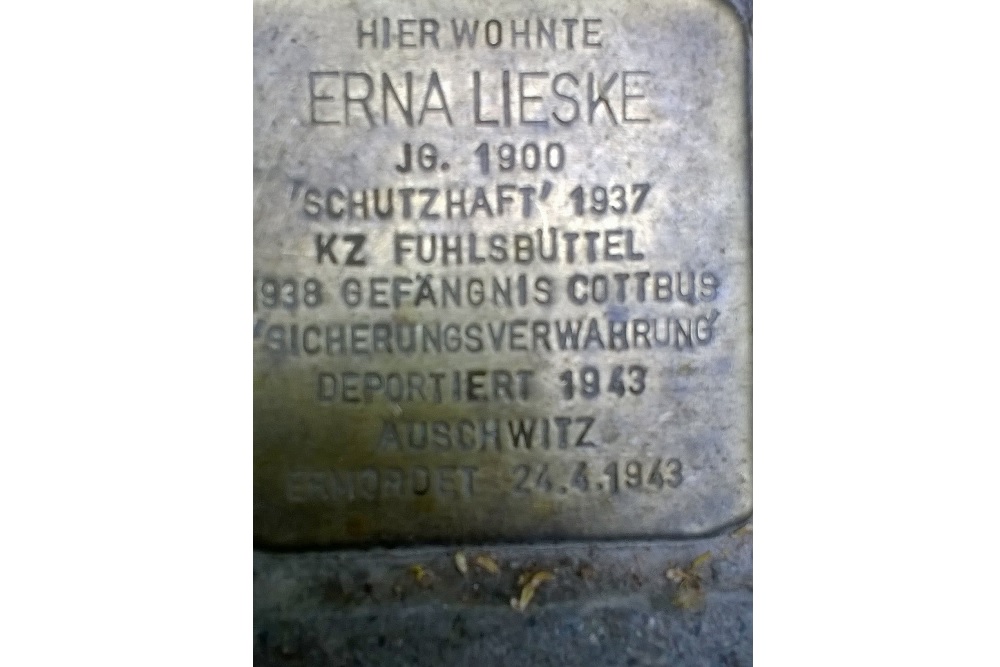 HIER WOHNTE
ERNA LIESKE
JG. 1900
'SCHUTZHAFT' 1937
KZ FUHLSBÜTTEL
1938 GEFÄNGNIS COTTBUS
'SICHERUNGSVERWAHRUNG'
DEPORTIERT 1943
AUSCHWITZ
ERMORDET 24.4.1943